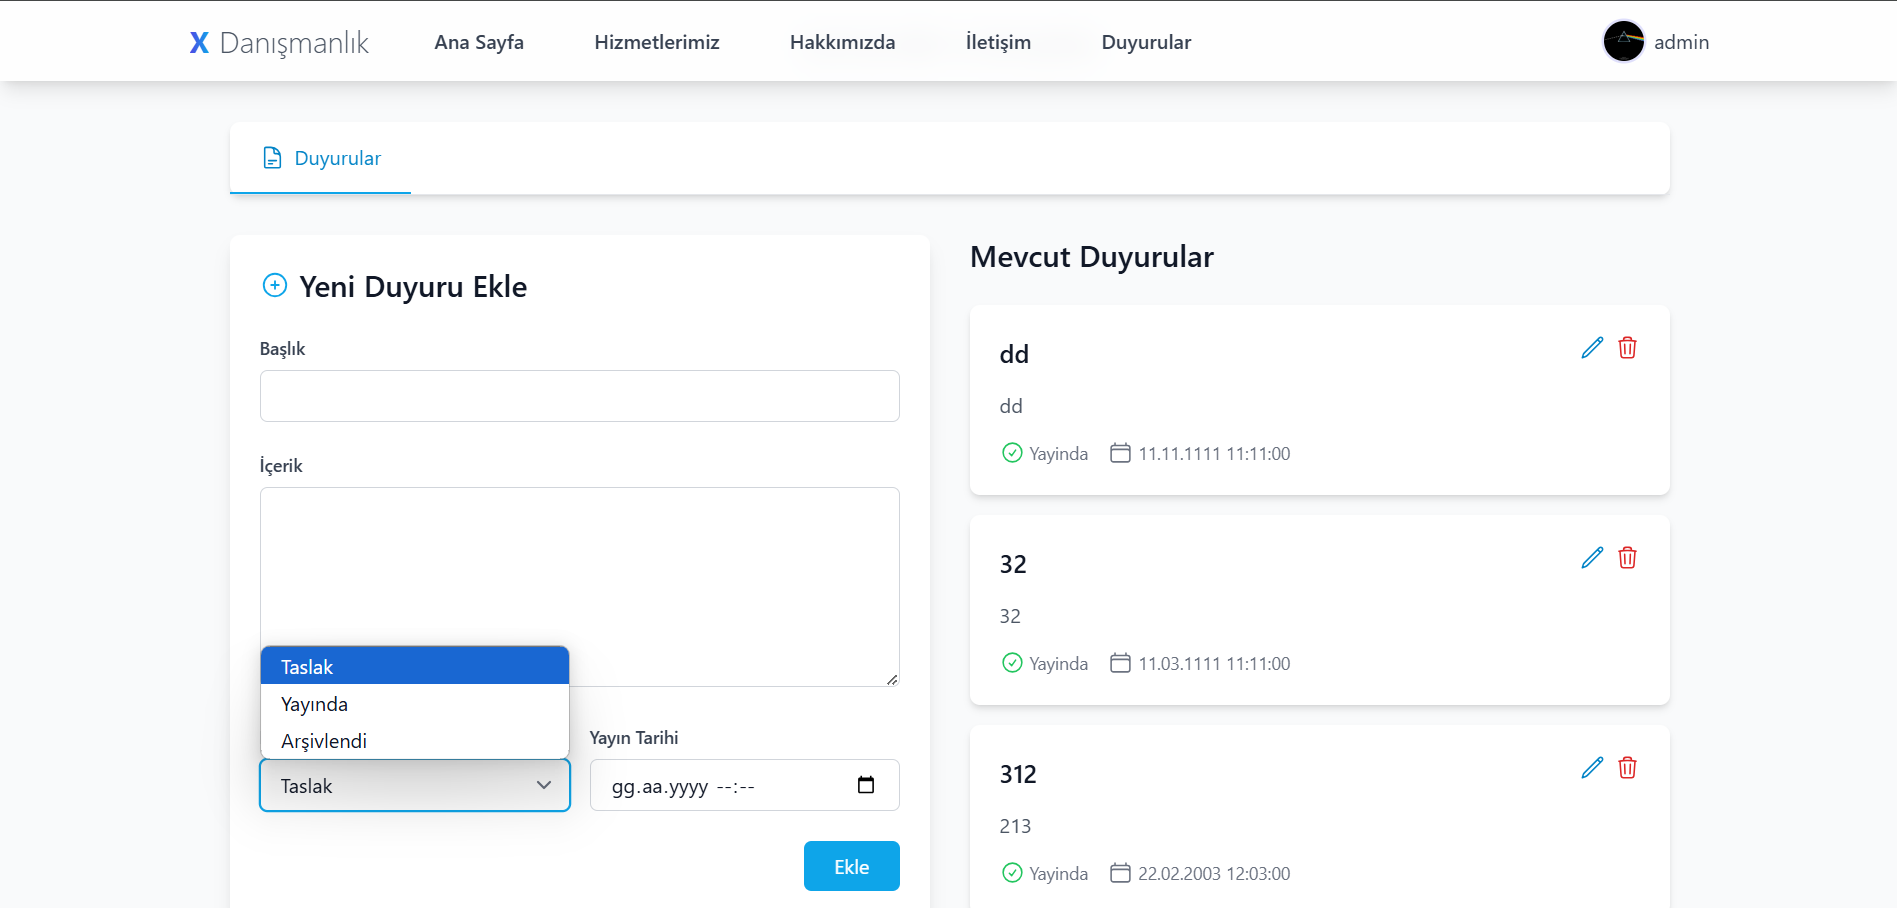 X Danışmanlık
Ana Sayfa
Hizmetlerimiz
Hakkımızda
İletişim
Duyurular
admin
Duyurular
Yeni Duyuru Ekle
Başlık
İçerik
Taslak
Yayında
Arşivlendi
Taslak
Yayın Tarihi
gg.aa.yyyy --:--
Ekle
Mevcut Duyurular
dd
dd
Yayinda 11.11.1111 11:11:00
32
32
Yayinda 11.03.1111 11:11:00
312
213
Yayinda 22.02.2003 12:03:00